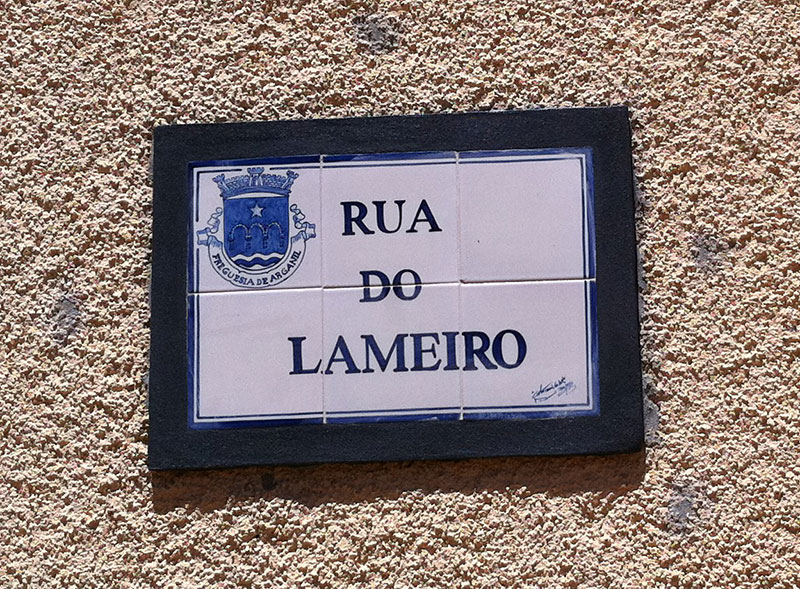 FREGUESIA DE ARGANIL
RUA
DO
LAMEIRO